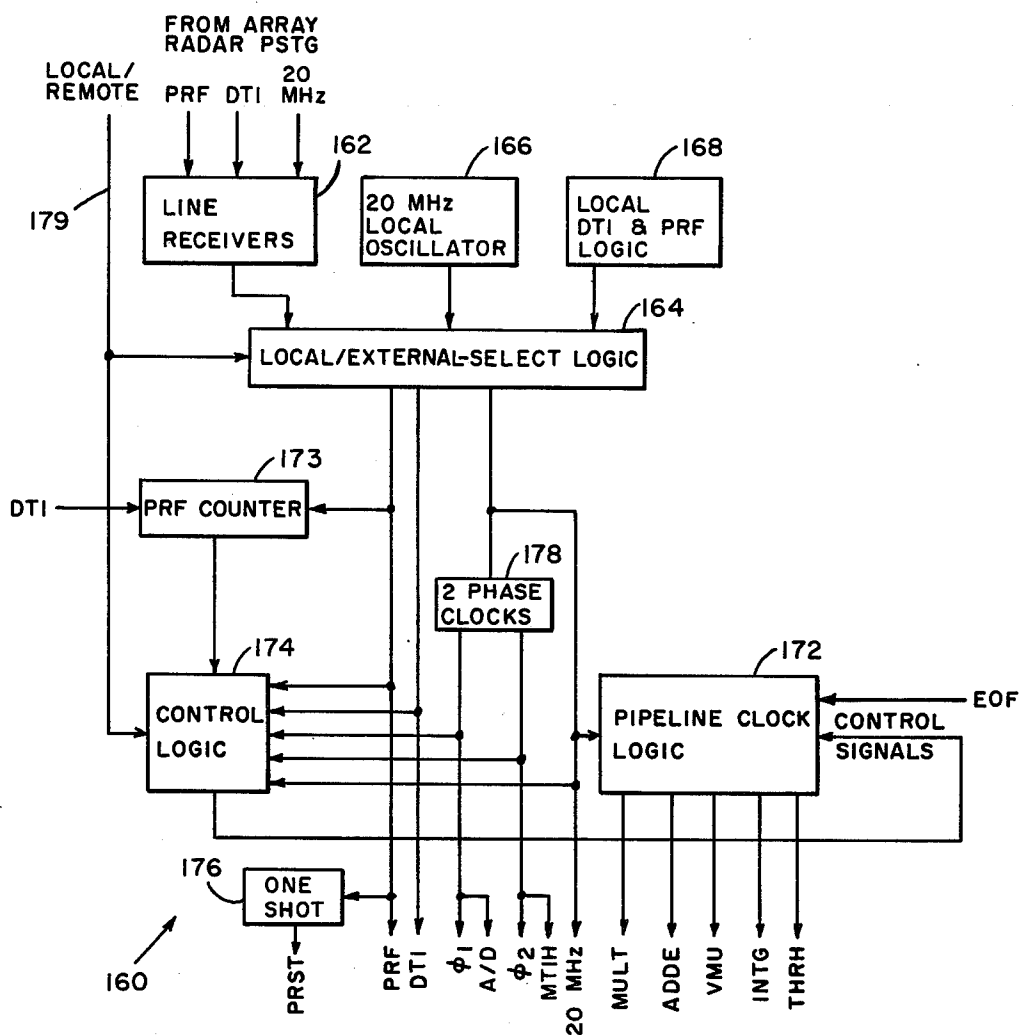 FROM ARRAY
RADAR PSTG
LOCAL/
REMOTE
PRF
DTI
20
MHz
162
166
168
179
LINE
RECEIVERS
20 MHz
LOCAL
OSCILLATOR
LOCAL
DTI & PRF
LOGIC
164
LOCAL/EXTERNAL-SELECT LOGIC
173
DTI
PRF COUNTER
178
2 PHASE
CLOCKS
174
CONTROL
LOGIC
172
PIPELINE CLOCK
LOGIC
EOF
CONTROL
SIGNALS
176
ONE
SHOT
160
PRST
PRF
DTI
ϕ1
A/D
ϕ2
MTIH
20 MHz
MULT
ADDE
VMU
INTG
THRH